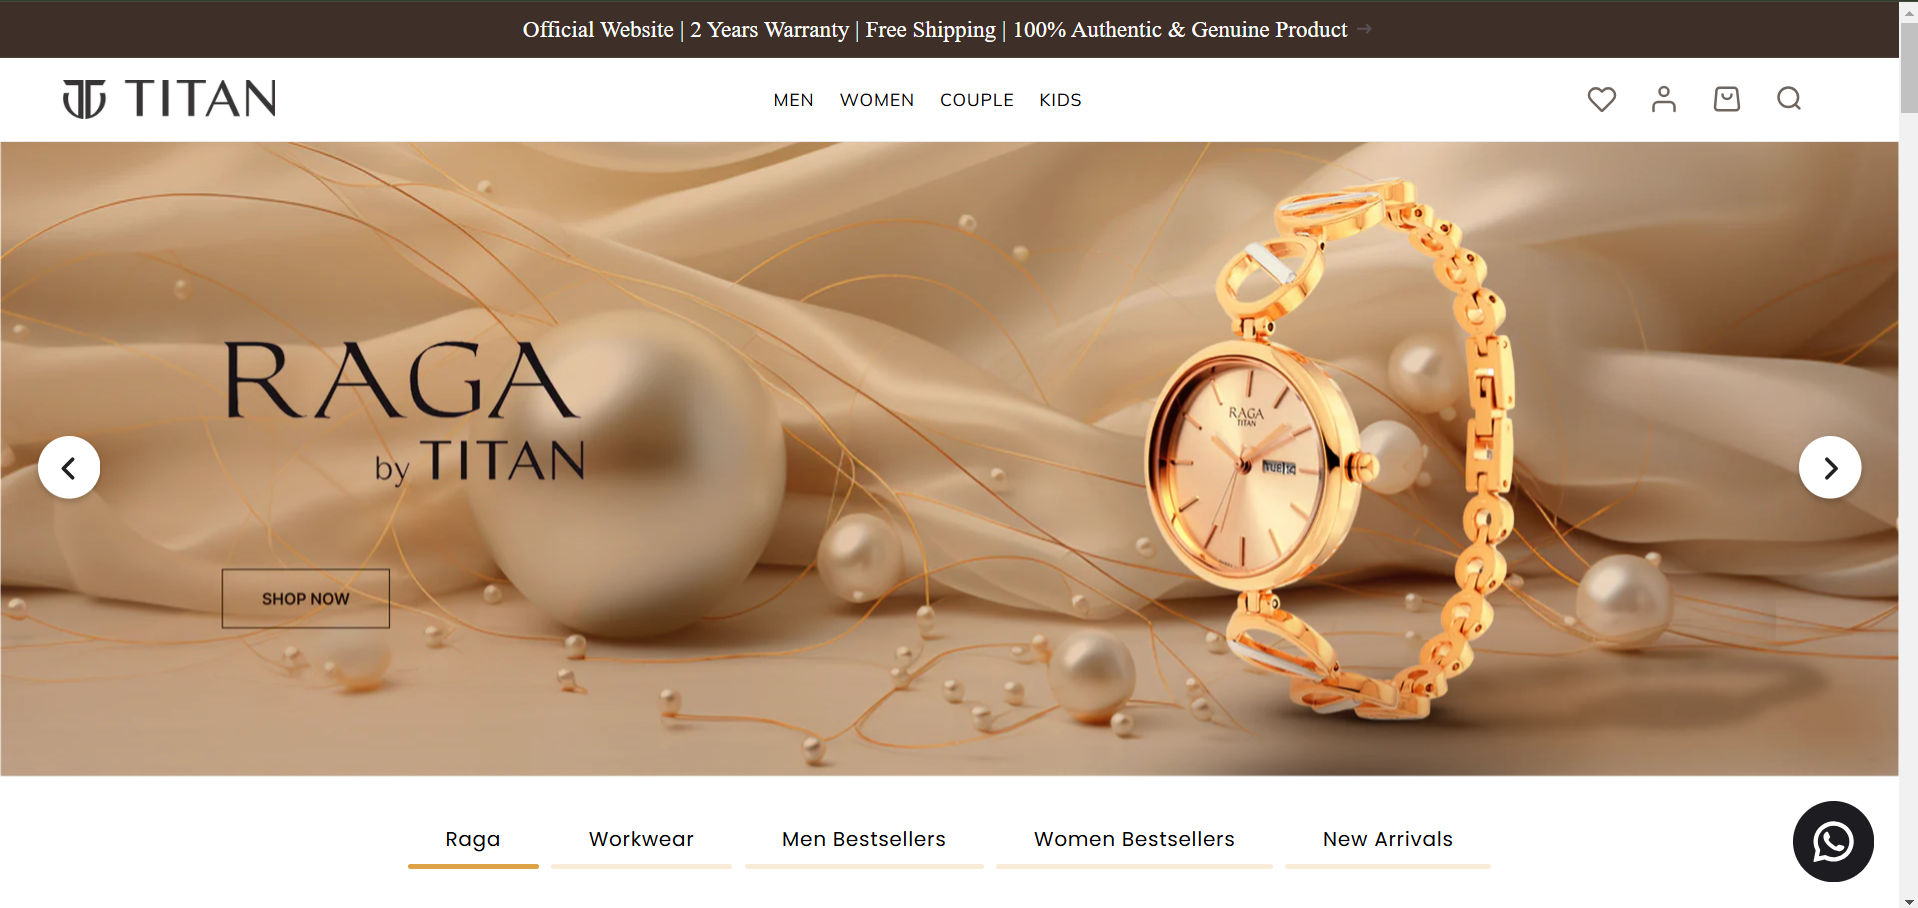 Official Website | 2 Years Warranty | Free Shipping | 100% Authentic & Genuine Product →
TITAN
MEN WOMEN COUPLE KIDS
RAGA
by TITAN
RAGA
TITAN
TUE
SHOP NOW
Raga Workwear Men Bestsellers Women Bestsellers New Arrivals